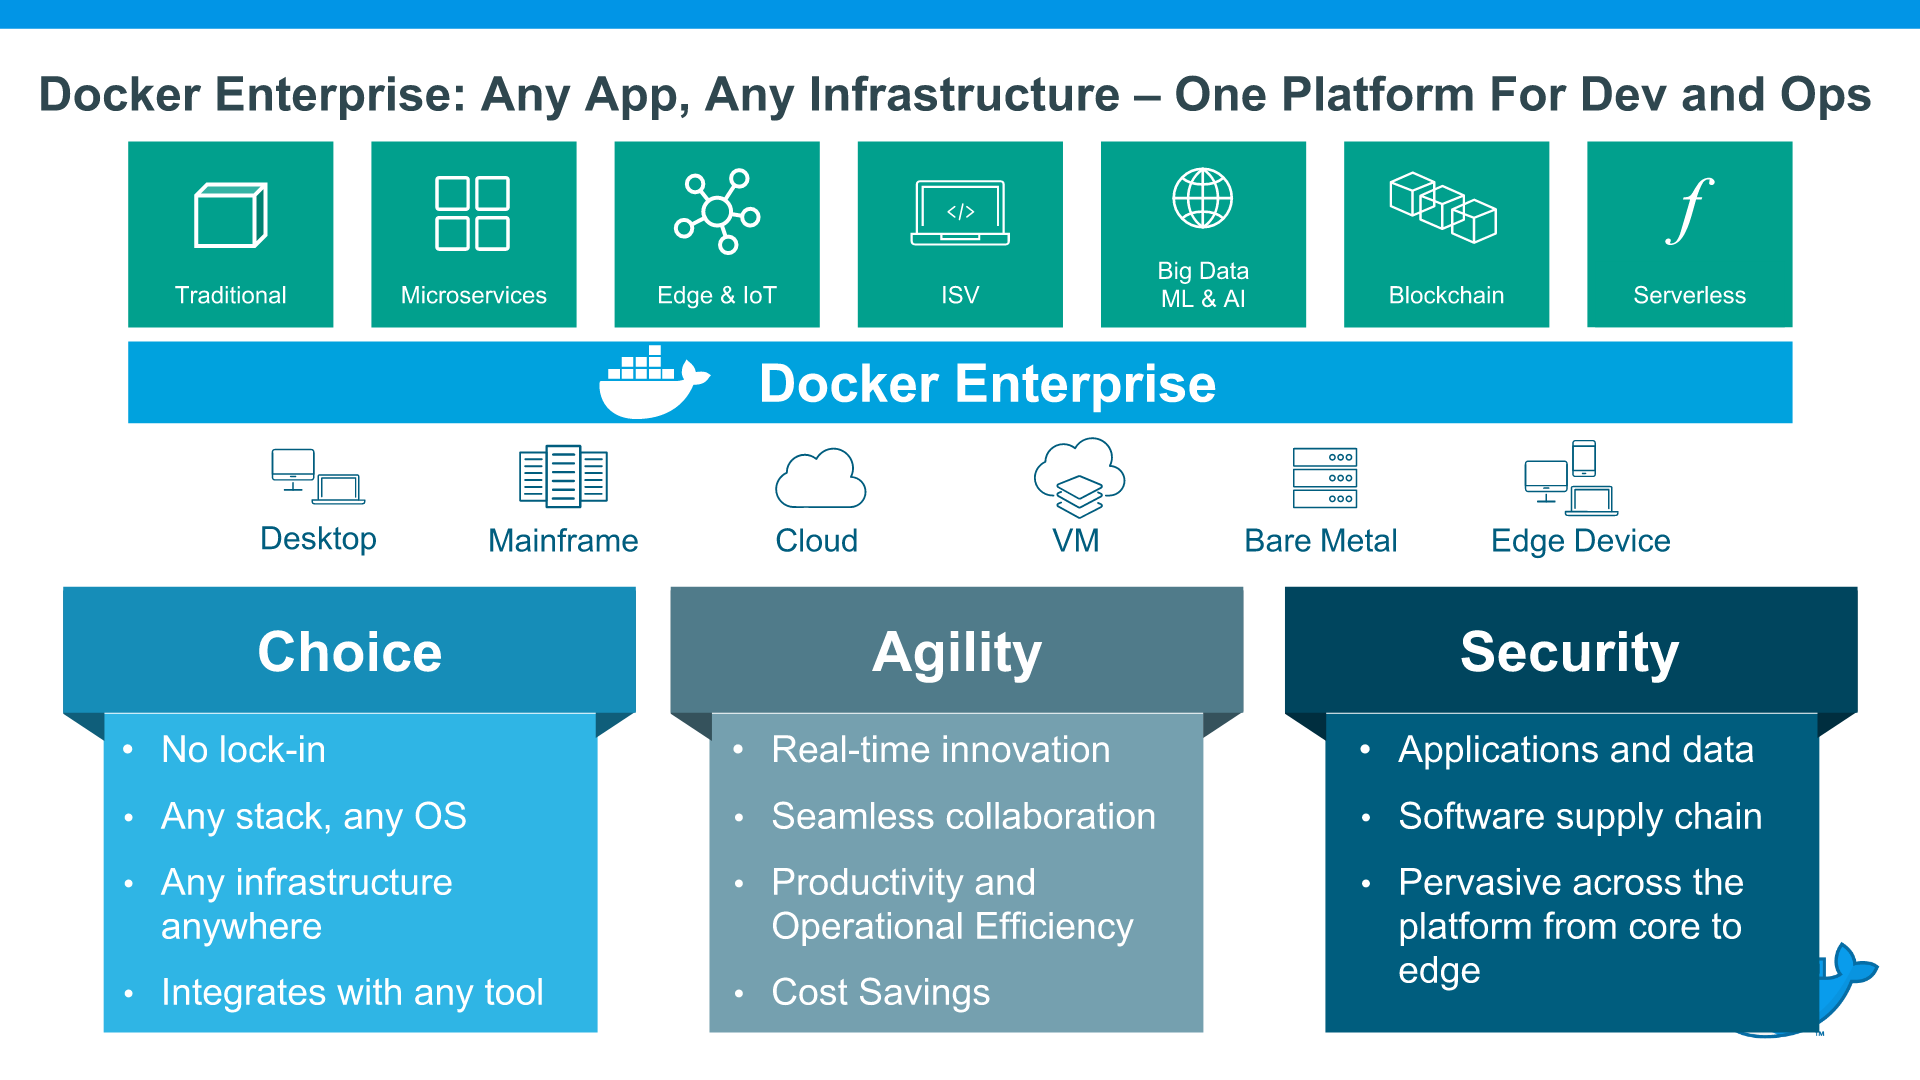 Docker Enterprise: Any App, Any Infrastructure – One Platform For Dev and Ops
Traditional
Microservices
Edge & IoT
</>
ISV
Big Data
ML & AI
Blockchain
f
Serverless
Docker Enterprise
Desktop
Mainframe
Cloud
VM
Bare Metal
Edge Device
Choice
• No lock-in
• Any stack, any OS
• Any infrastructure
anywhere
• Integrates with any tool
Agility
• Real-time innovation
• Seamless collaboration
• Productivity and
Operational Efficiency
• Cost Savings
Security
• Applications and data
• Software supply chain
• Pervasive across the
platform from core to
edge
TM